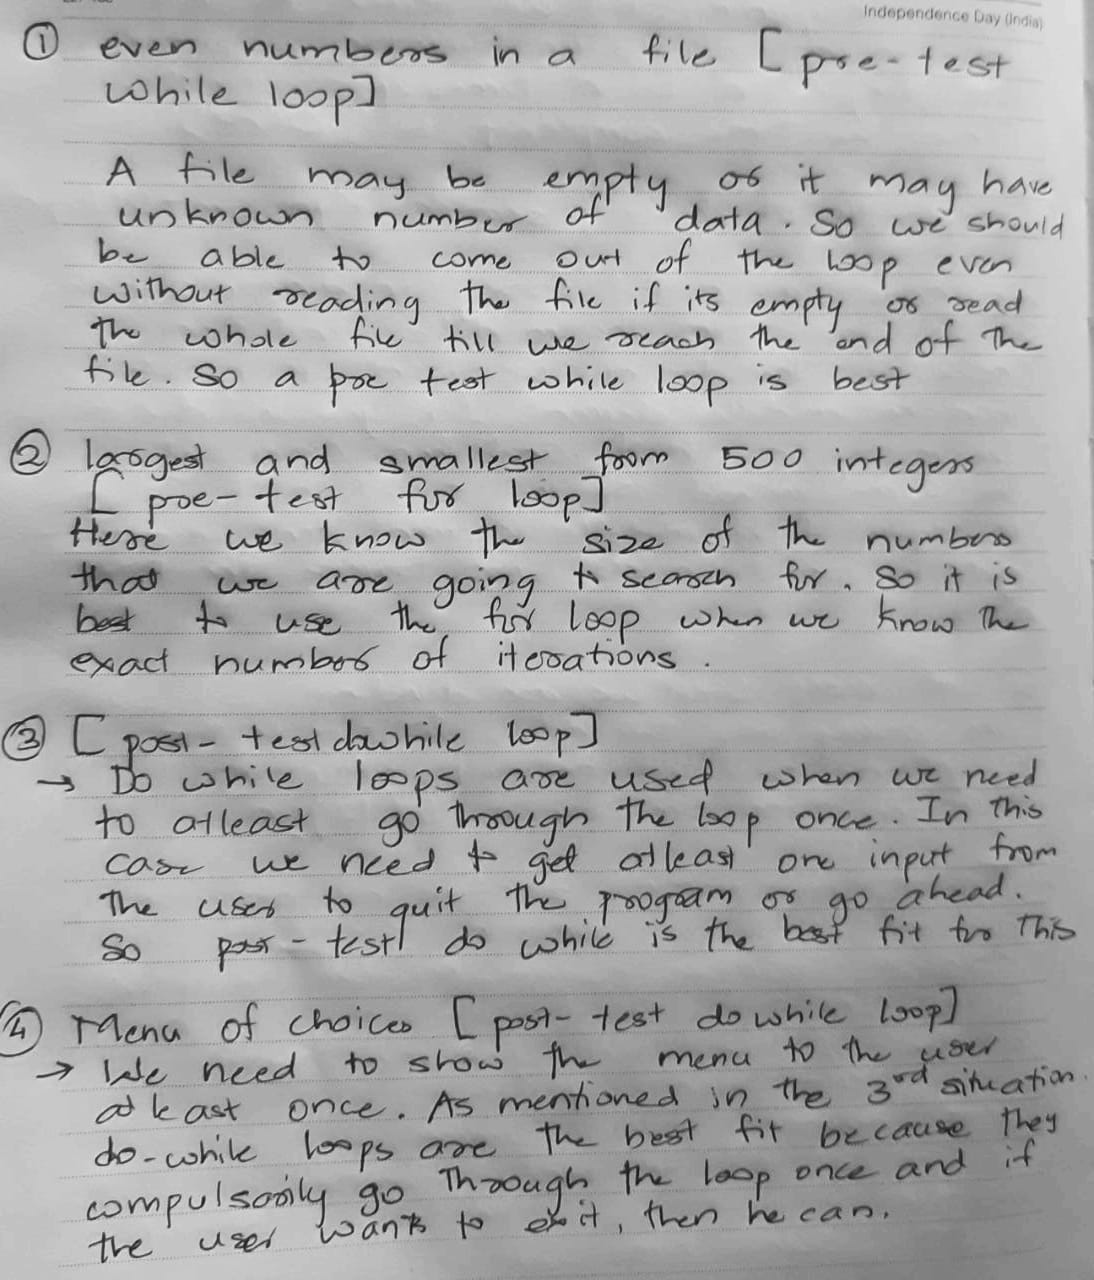 Independence Day (India)
① even numbers in a file [pre-test
while loop]
A file may be empty or it may have
unknown number of data. So we should
be able to come out of the loop even
without reading the file if its empty or read
the whole file till we reach the end of the
file. So a pre test while loop is best
② largest and smallest from 500 integers
[pre-test for loop]
Here we know the size of the numbers
that we are going to search for. So it is
best to use the for loop when we know the
exact number of iterations.
③ [post-test dowhile loop]
→ Do while loops are used when we need
to atleast go through the loop once. In this
case we need to get atleast one input from
the user to quit the program or go ahead.
So post-test do while is the best fit for this
④ Menu of choices [post-test do while loop]
→ We need to show the menu to the user
atleast once. As mentioned in the 3rd situation.
do-while loops are the best fit because they
compulsorily go through the loop once and if
the user wants to exit, then he can.